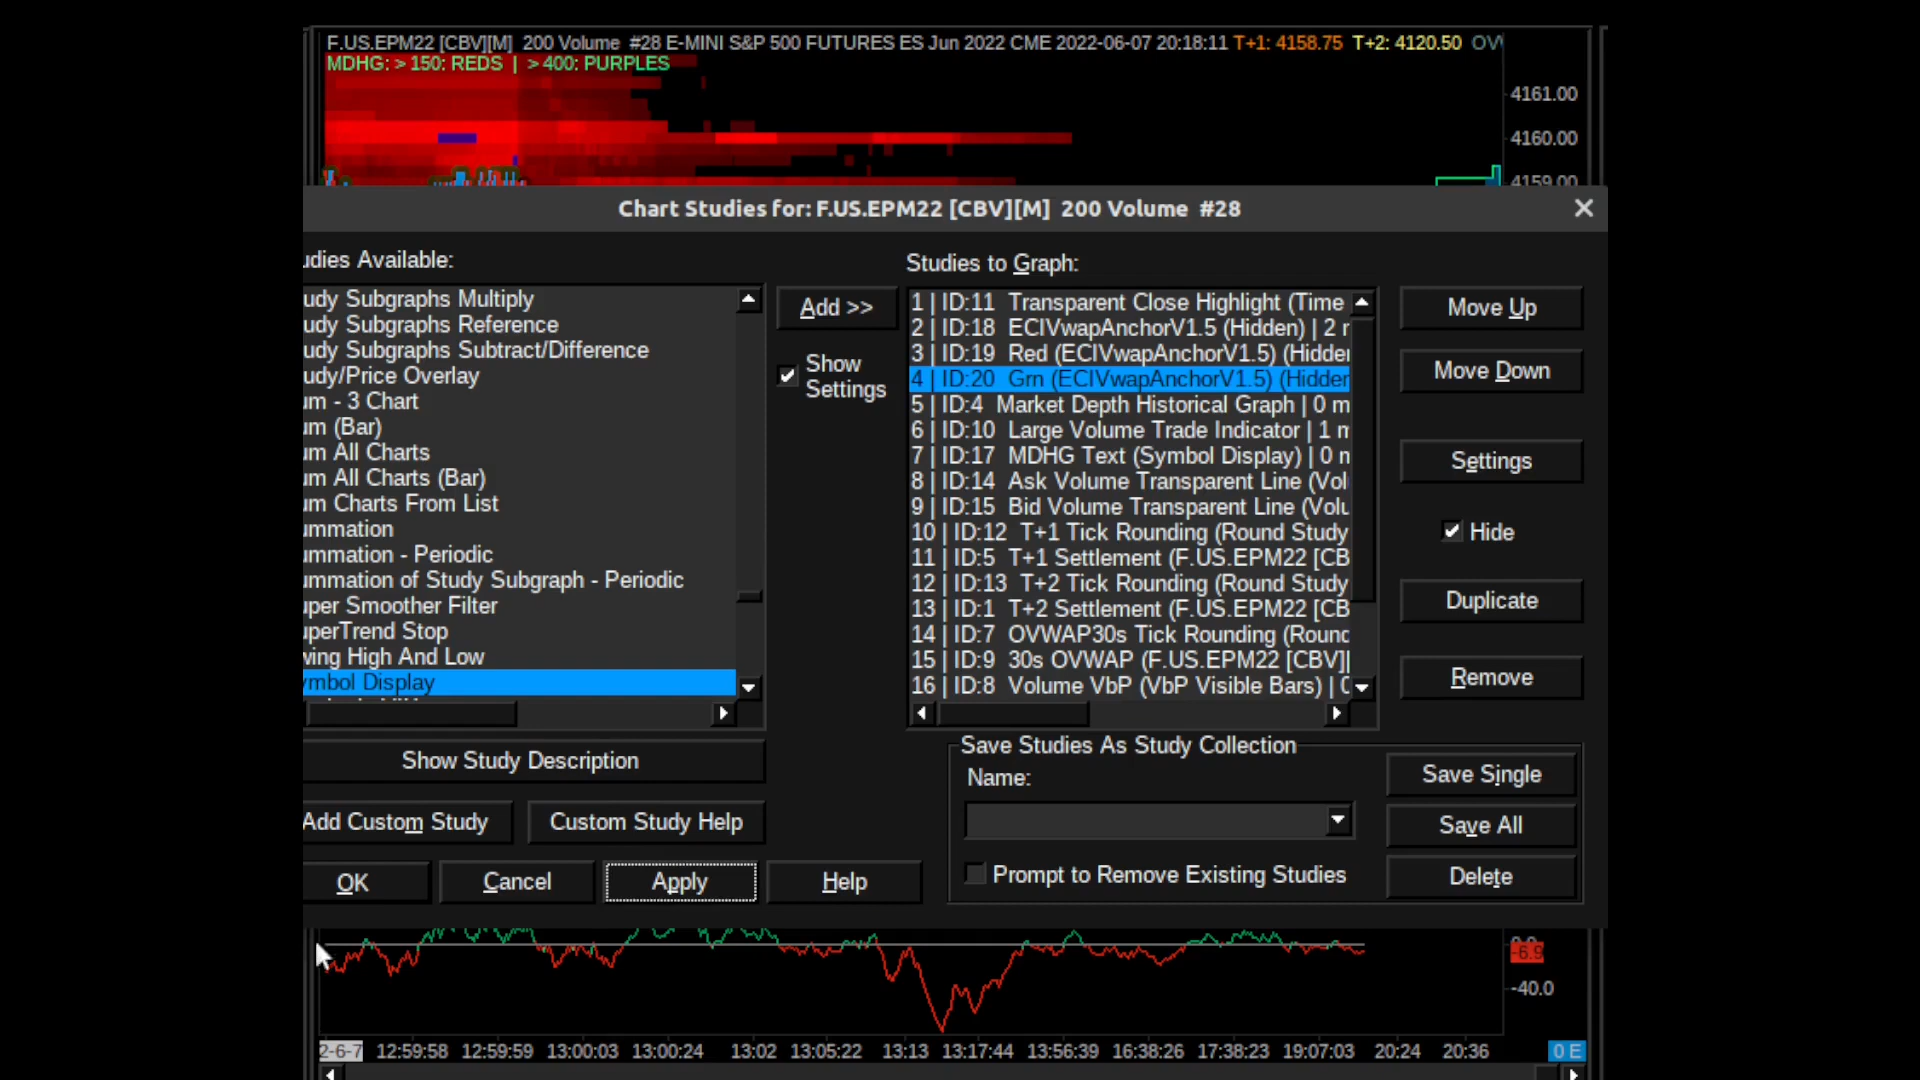 F.US.EPM22 [CBV][M] 200 Volume #28 E-MINI S&P 500 FUTURES ES Jun 2022 CME 2022-06-07 20:18:11 T+1: 4158.75 T+2: 4120.50 OV
MDHG: > 150: REDS | > 400: PURPLES
4161.00
4160.00
4159.00
Chart Studies for: F.US.EPM22 [CBV][M] 200 Volume #28
udies Available:
udy Subgraphs Multiply
udy Subgraphs Reference
udy Subgraphs Subtract/Difference
udy/Price Overlay
um - 3 Chart
um (Bar)
um All Charts
um All Charts (Bar)
um Charts From List
ummation
ummation - Periodic
ummation of Study Subgraph - Periodic
uper Smoother Filter
uperTrend Stop
wing High And Low
ymbol Display
Show Study Description
Add Custom Study
Custom Study Help
OK
Cancel
Apply
Help
Add >>
Show
Settings
Studies to Graph:
1 | ID:11 Transparent Close Highlight (Time
2 | ID:18 ECIVwapAnchorV1.5 (Hidden) | 2 r
3 | ID:19 Red (ECIVwapAnchorV1.5) (Hidder
4 | ID:20 Grn (ECIVwapAnchorV1.5) (Hidder
5 | ID:4 Market Depth Historical Graph | 0 m
6 | ID:10 Large Volume Trade Indicator | 1 m
7 | ID:17 MDHG Text (Symbol Display) | 0 n
8 | ID:14 Ask Volume Transparent Line (Vol
9 | ID:15 Bid Volume Transparent Line (Volu
10 | ID:12 T+1 Tick Rounding (Round Study
11 | ID:5 T+1 Settlement (F.US.EPM22 [CB
12 | ID:13 T+2 Tick Rounding (Round Study
13 | ID:1 T+2 Settlement (F.US.EPM22 [CB
14 | ID:7 OVWAP30s Tick Rounding (Round
15 | ID:9 30s OVWAP (F.US.EPM22 [CBV][
16 | ID:8 Volume VbP (VbP Visible Bars) | 0
Move Up
Move Down
Settings
Hide
Duplicate
Remove
Save Studies As Study Collection
Name:
Save Single
Save All
Prompt to Remove Existing Studies
Delete
-6.9
-40.0
2-6-7 12:59:58 12:59:59 13:00:03 13:00:24 13:02 13:05:22 13:13 13:17:44 13:56:39 16:38:26 17:38:23 19:07:03 20:24 20:36 0 E